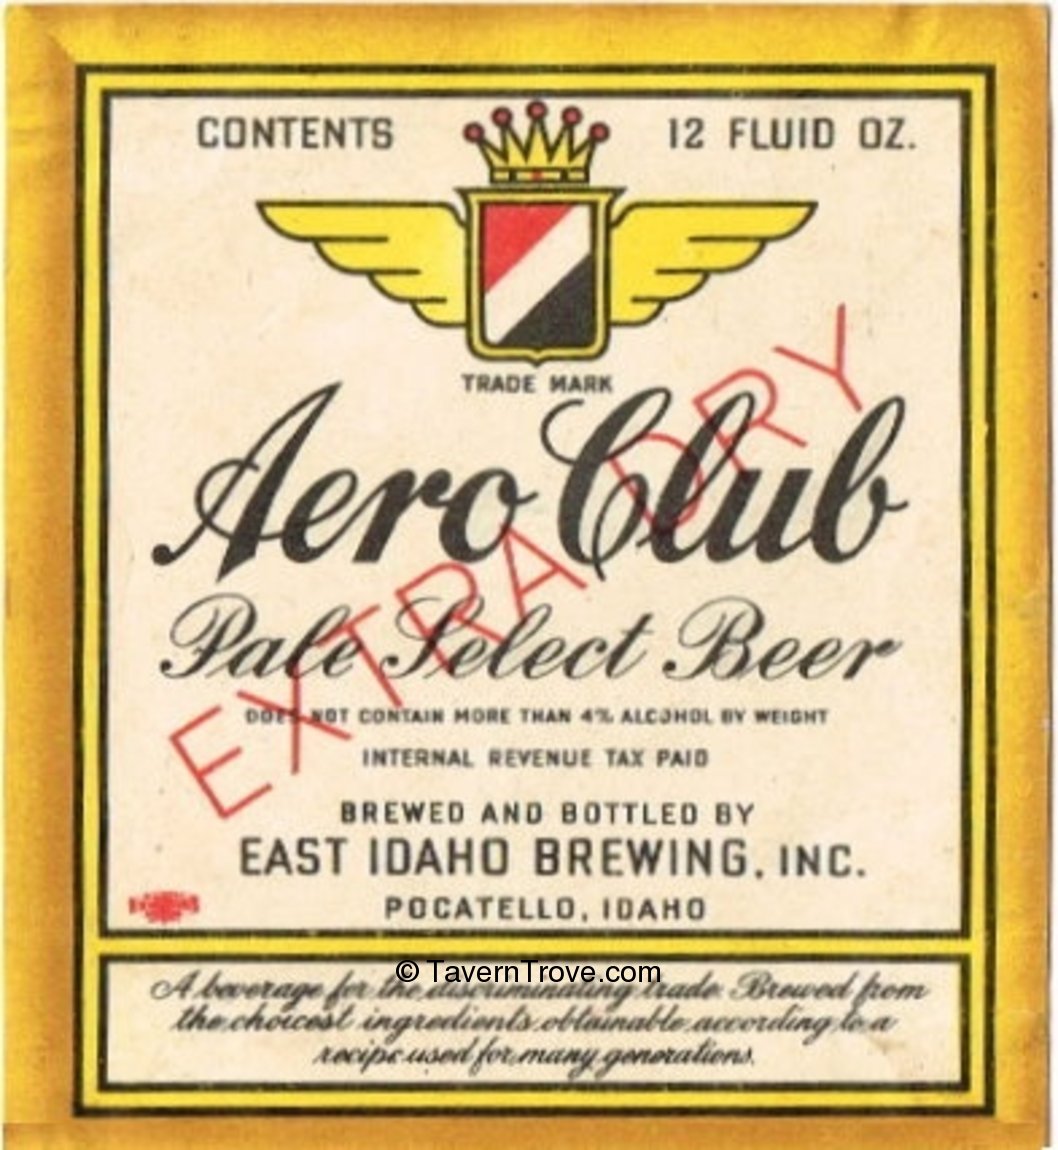 CONTENTS 12 FLUID OZ.
TRADE MARK
Aero Club
EXTRA DRY
Pale Select Beer
DOES NOT CONTAIN MORE THAN 4% ALCOHOL BY WEIGHT
INTERNAL REVENUE TAX PAID
BREWED AND BOTTLED BY
EAST IDAHO BREWING, INC.
POCATELLO, IDAHO
© TavernTrove.com
A beverage for the discriminating trade. Brewed from
the choicest ingredients obtainable according to a
recipe used for many generations.